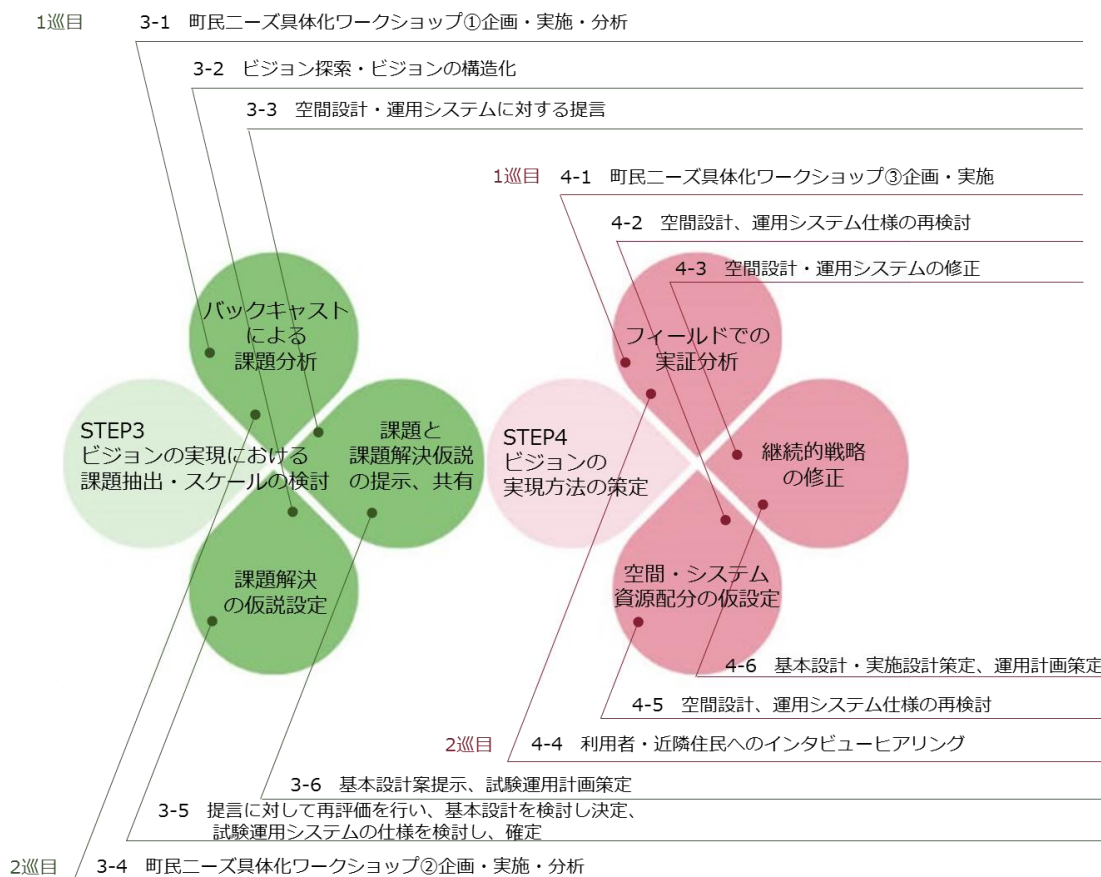 1巡目 3-1 町民ニーズ具体化ワークショップ①企画・実施・分析
3-2 ビジョン探索・ビジョンの構造化
3-3 空間設計・運用システムに対する提言
1巡目 4-1 町民ニーズ具体化ワークショップ③企画・実施
4-2 空間設計、運用システム仕様の再検討
4-3 空間設計・運用システムの修正
バックキャスト
による
課題分析
STEP3
ビジョンの実現における
課題抽出・スケールの検討
課題と
課題解決仮説
の提示、共有
課題解決
の仮説設定
フィールドでの
実証分析
STEP4
ビジョンの
実現方法の策定
継続的戦略
の修正
空間・システム
資源配分の仮設定
4-6 基本設計・実施設計策定、運用計画策定
4-5 空間設計、運用システム仕様の再検討
2巡目 4-4 利用者・近隣住民へのインタビューヒアリング
3-6 基本設計案提示、試験運用計画策定
3-5 提言に対して再評価を行い、基本設計を検討し決定、
試験運用システムの仕様を検討し、確定
2巡目 3-4 町民ニーズ具体化ワークショップ②企画・実施・分析